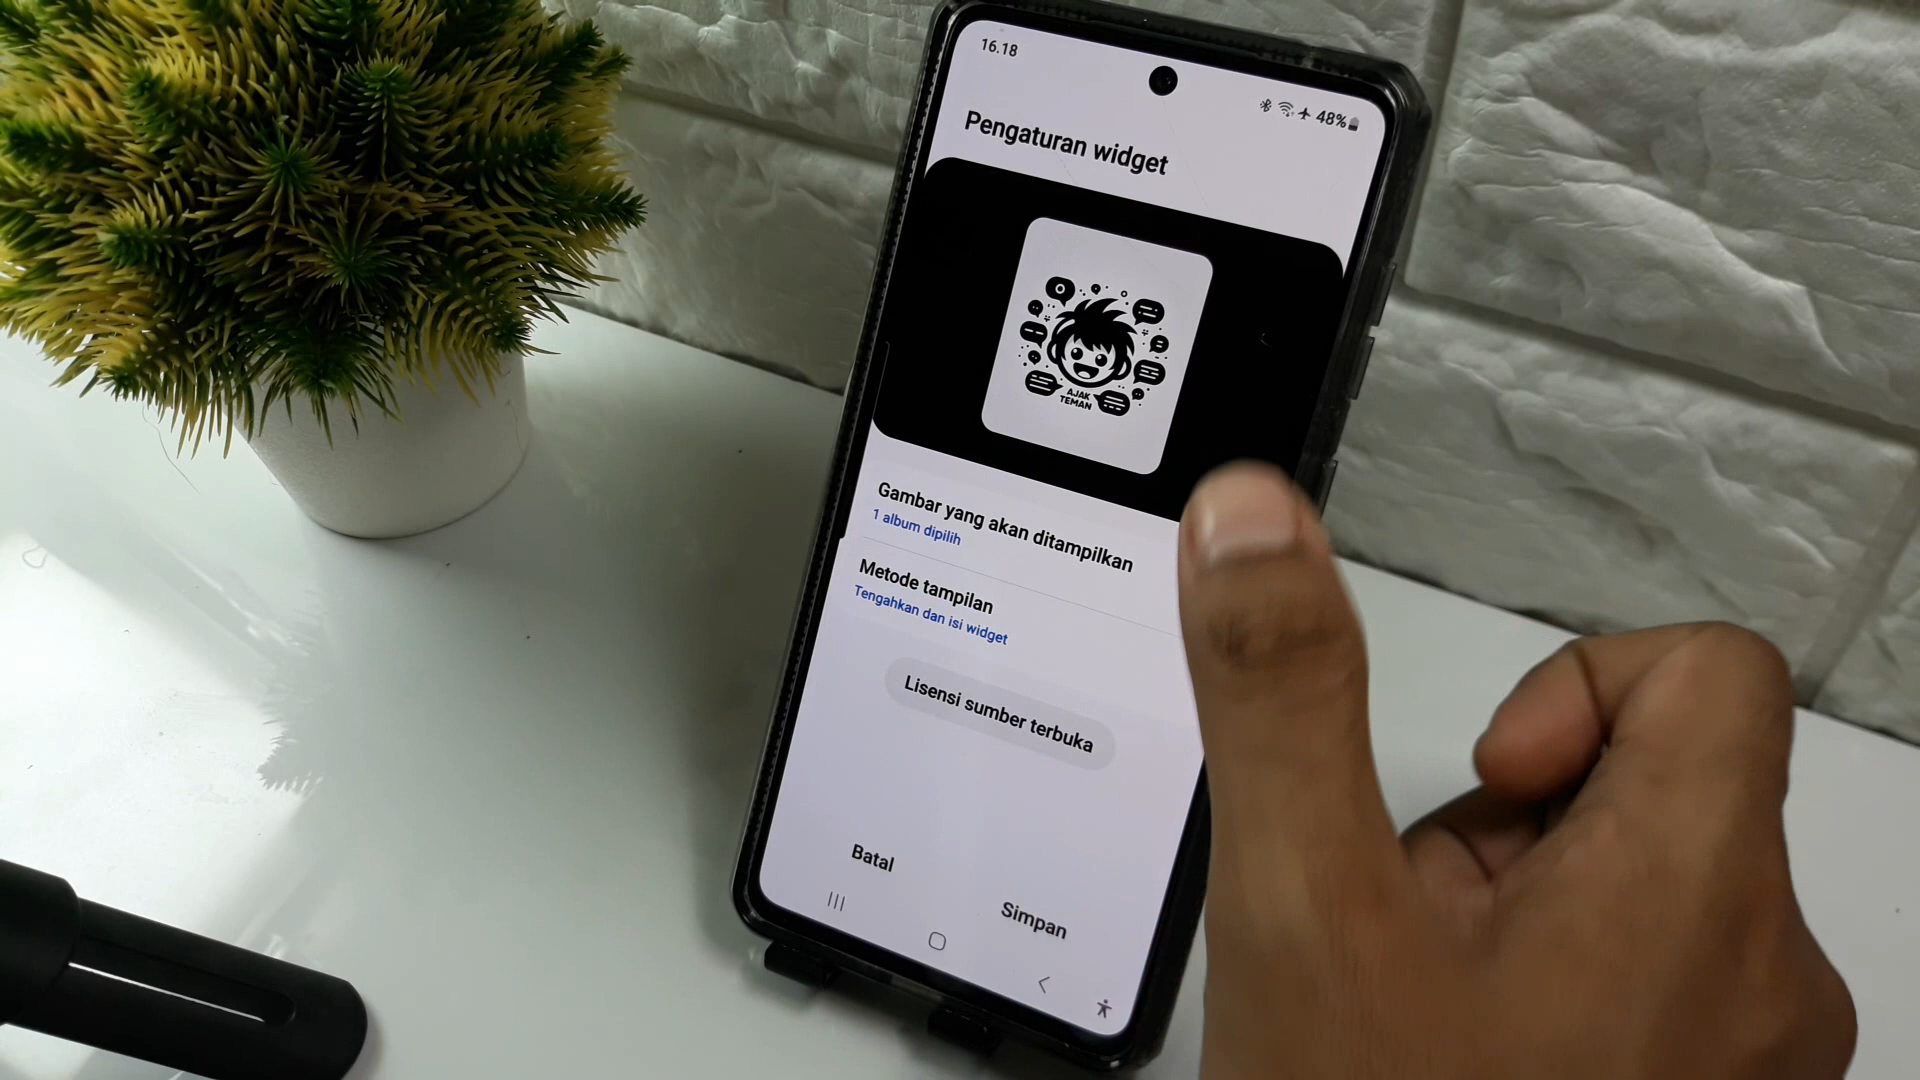 16.18
48%
Pengaturan widget
AJAK
TEMAN
Gambar yang akan ditampilkan
1 album dipilih
Metode tampilan
Tengahkan dan isi widget
Lisensi sumber terbuka
Batal
Simpan